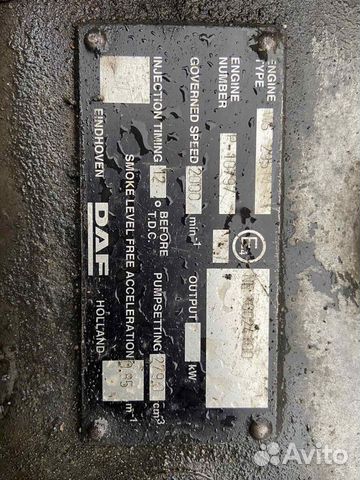 ENGINE TYPE
ENGINE NUMBER
GOVERNED SPEED 2000 min-1
OUTPUT kW
INJECTION TIMING 12 ° BEFORE T.D.C.
PUMPSETTING cm3
SMOKE LEVEL FREE ACCELERATION m-1
EINDHOVEN DAF HOLLAND
E
Avito